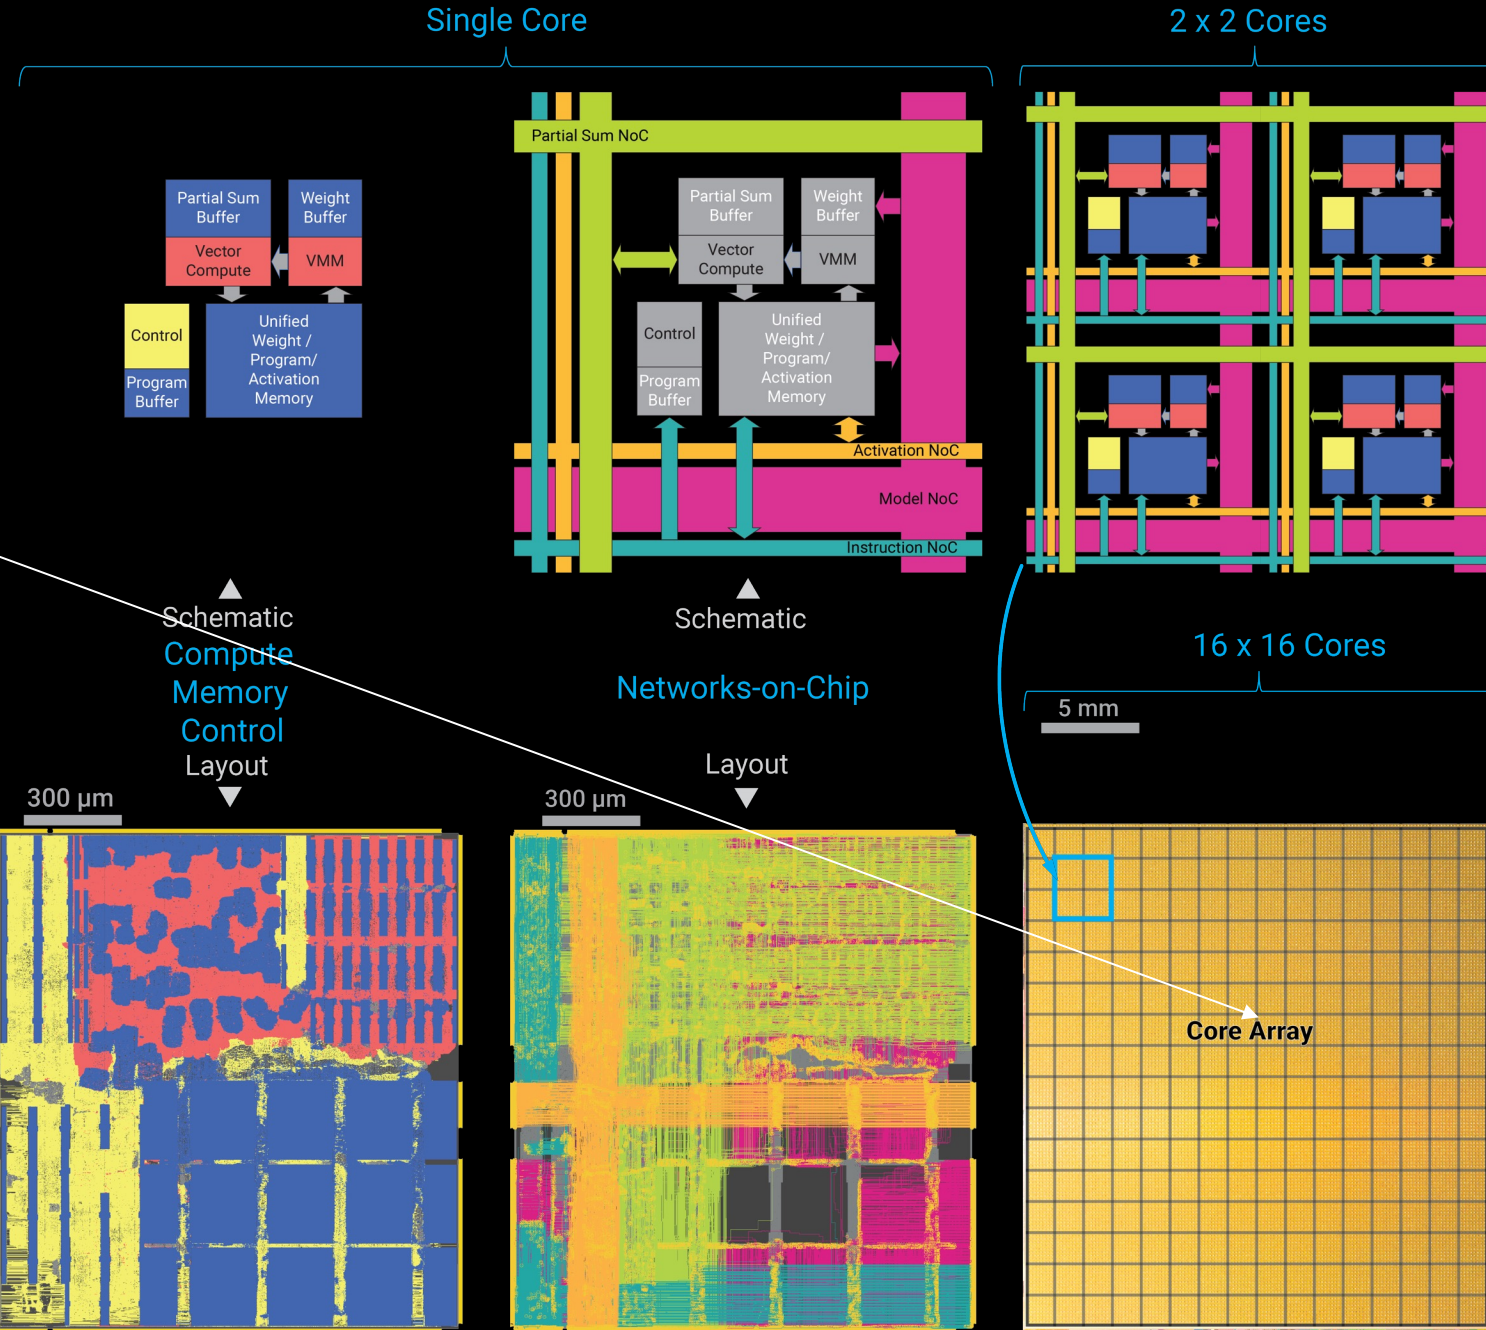 Single Core
2 x 2 Cores
Partial Sum
Buffer
Weight
Buffer
Vector
Compute
VMM
Control
Program
Buffer
Unified
Weight /
Program/
Activation
Memory
Partial Sum NoC
Partial Sum
Buffer
Weight
Buffer
Vector
Compute
VMM
Control
Program
Buffer
Unified
Weight /
Program/
Activation
Memory
Activation NoC
Model NoC
Instruction NoC
Schematic
Compute
Memory
Control
Layout
300 µm
Schematic
Networks-on-Chip
Layout
300 µm
16 x 16 Cores
5 mm
Core Array